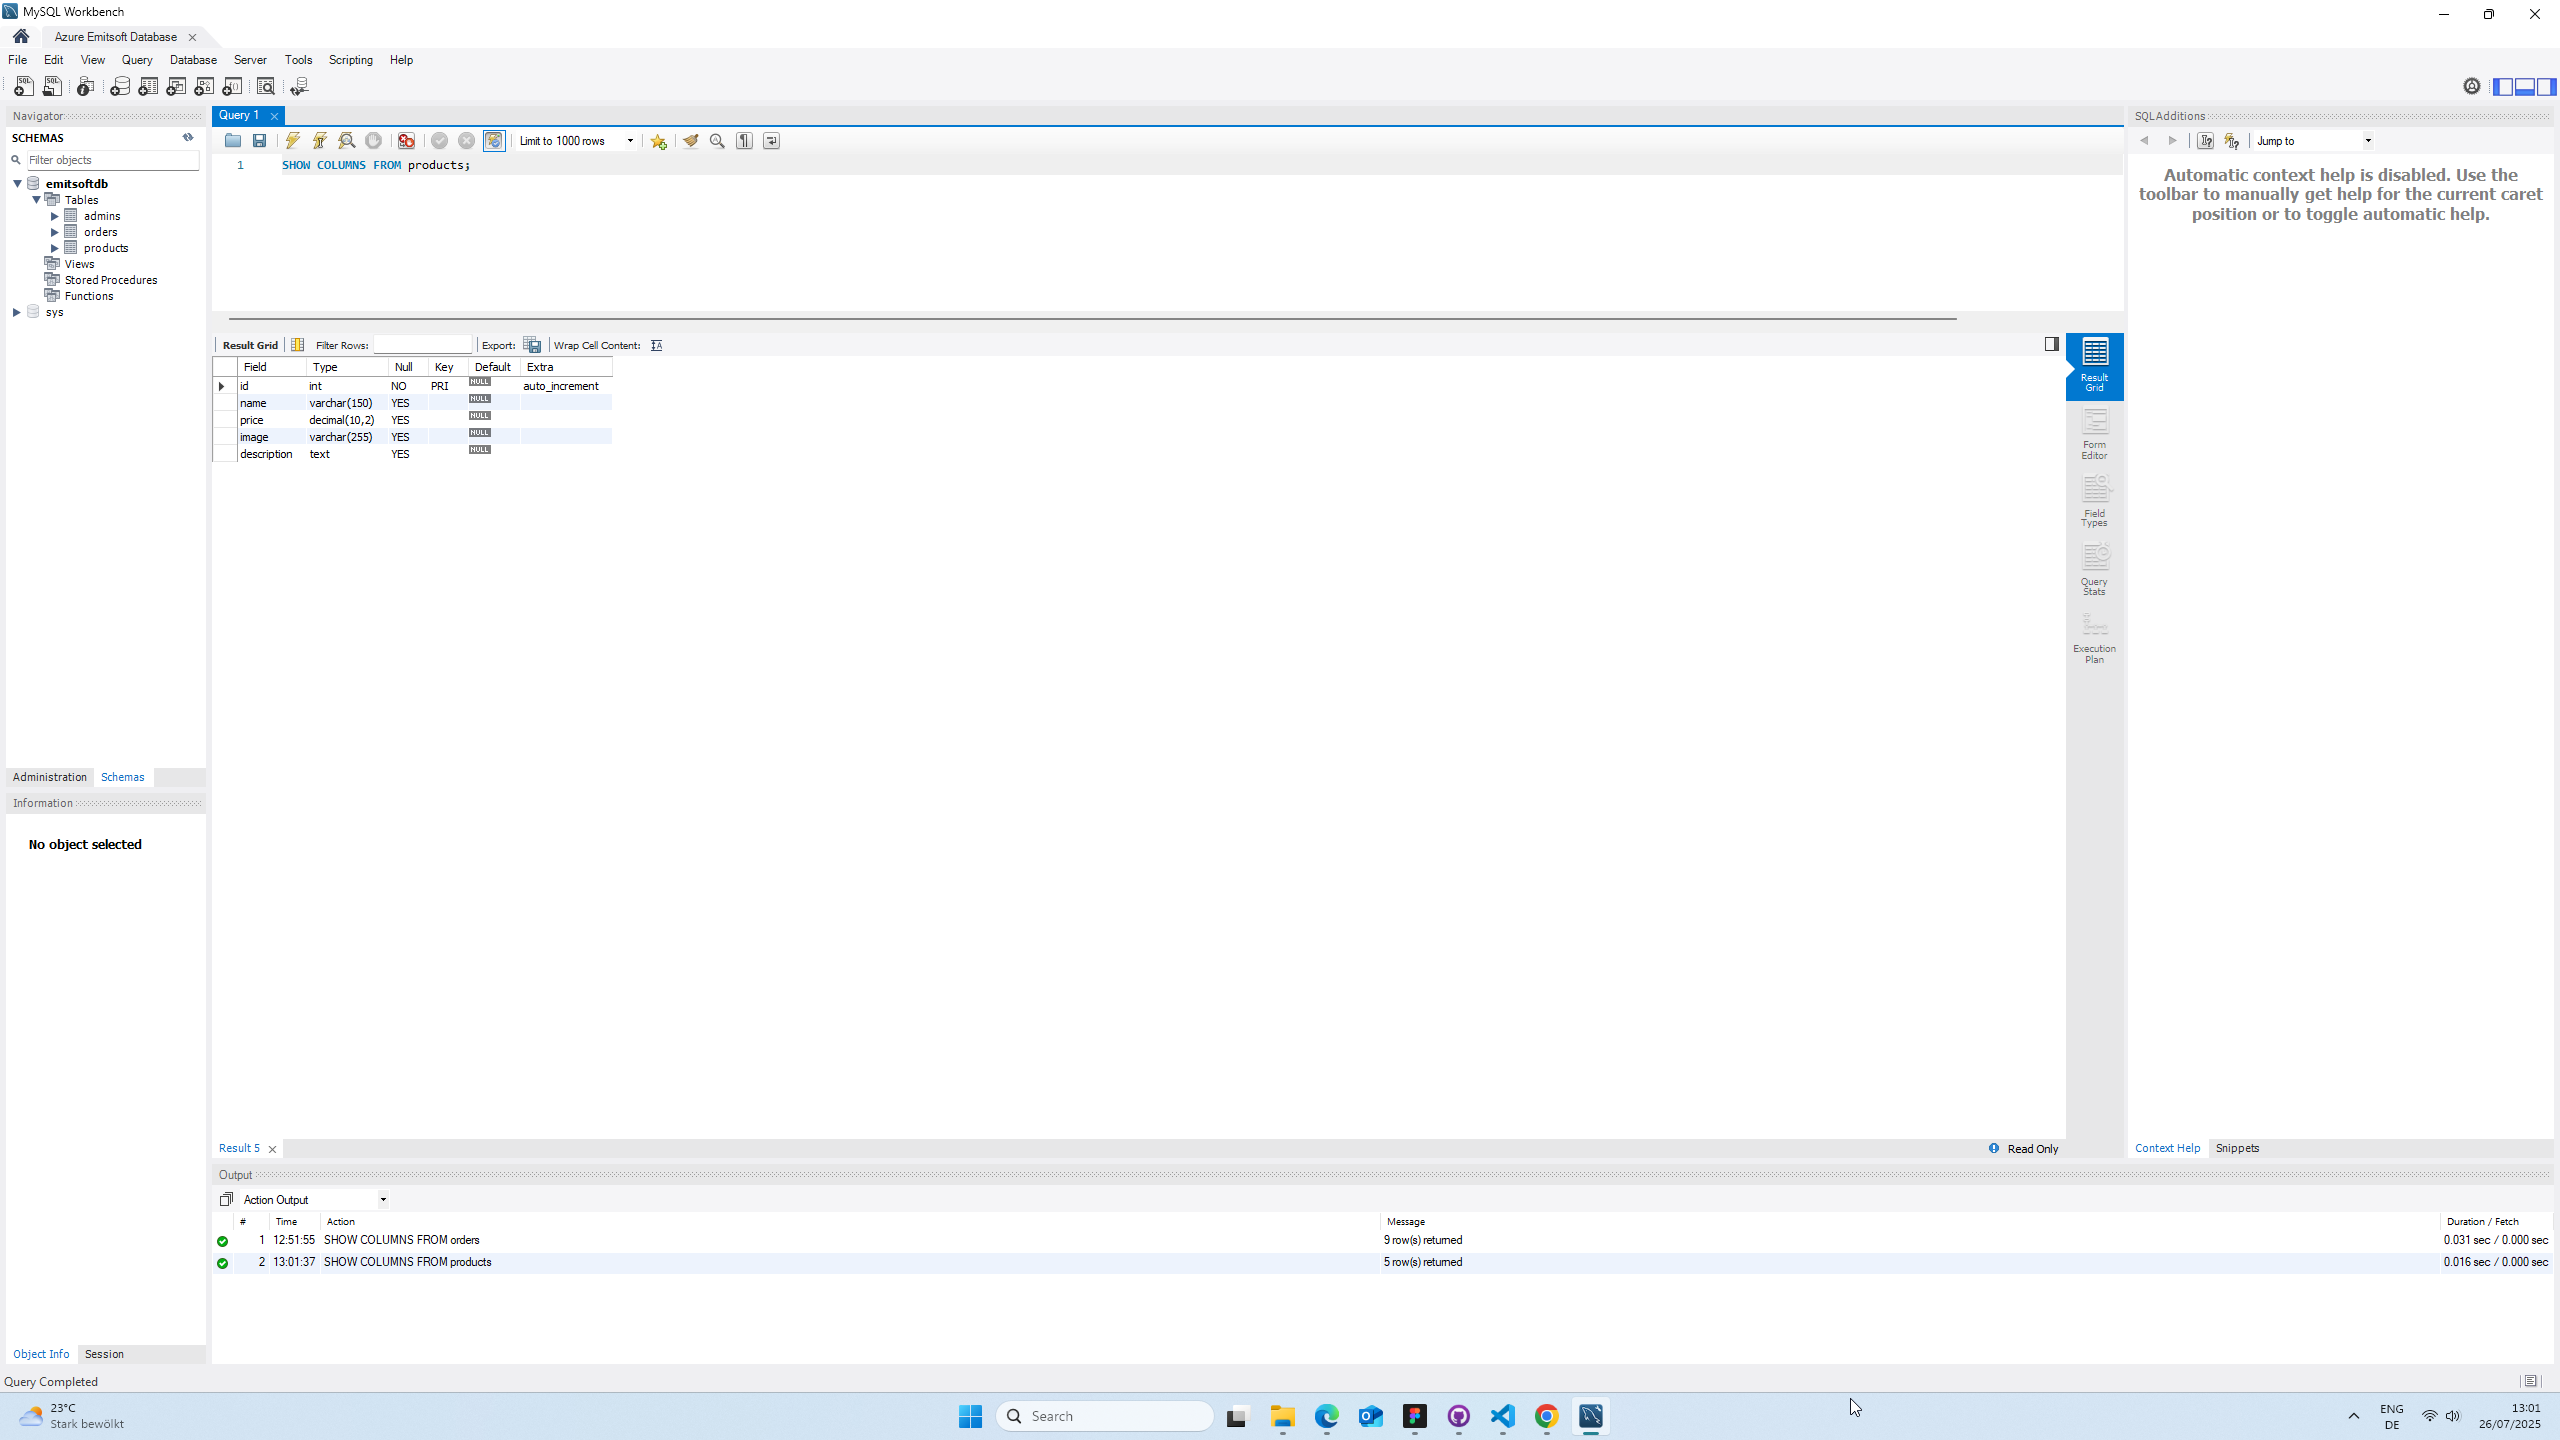 MySQL Workbench
Azure Emitsoft Database
File Edit View Query Database Server Tools Scripting Help
Navigator
SCHEMAS
Filter objects
emitsoftdb
Tables
admins
orders
products
Views
Stored Procedures
Functions
sys
Administration Schemas
Information
No object selected
Object Info Session
Query 1
Limit to 1000 rows
1 SHOW COLUMNS FROM products;
Result Grid Filter Rows: Export: Wrap Cell Content:
Field Type Null Key Default Extra
id int NO PRI NULL auto_increment
name varchar(150) YES NULL
price decimal(10,2) YES NULL
image varchar(255) YES NULL
description text YES NULL
Result Grid
Form Editor
Field Types
Query Stats
Execution Plan
Result 5
Read Only
SQLAdditions
Jump to
Automatic context help is disabled. Use the
toolbar to manually get help for the current caret
position or to toggle automatic help.
Context Help Snippets
Output
Action Output
# Time Action Message Duration / Fetch
1 12:51:55 SHOW COLUMNS FROM orders 9 row(s) returned 0.031 sec / 0.000 sec
2 13:01:37 SHOW COLUMNS FROM products 5 row(s) returned 0.016 sec / 0.000 sec
Query Completed
23°C
Stark bewölkt
Search
ENG
DE
13:01
26/07/2025